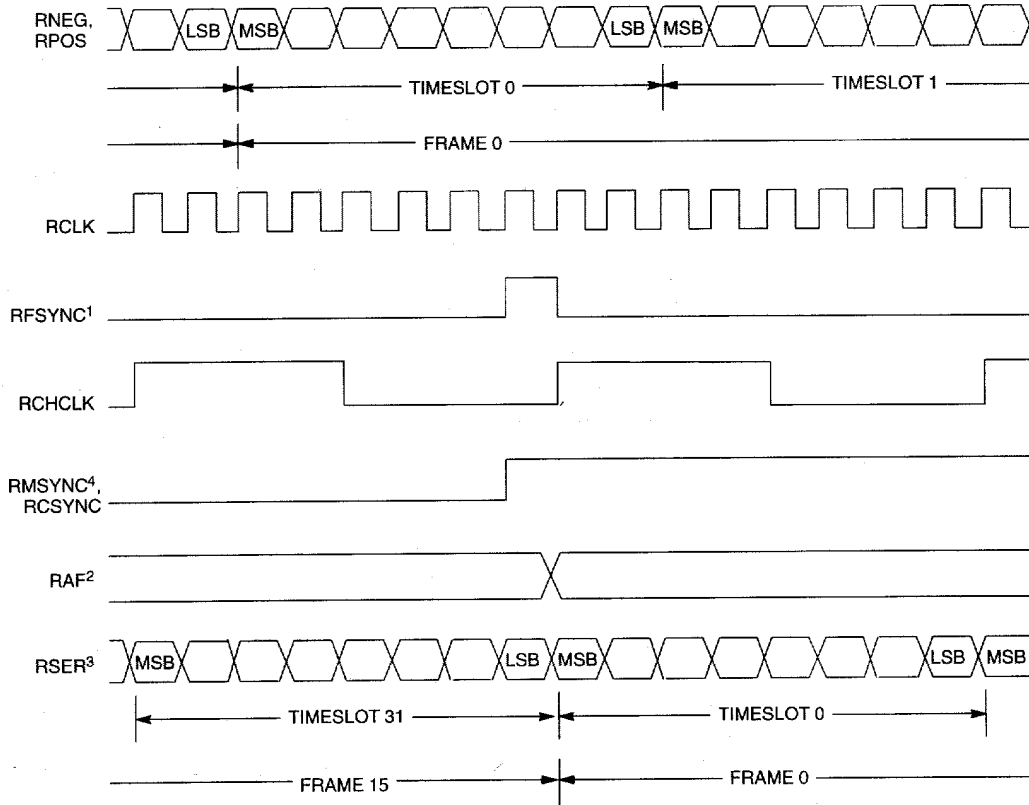 RNEG,
RPOS
LSB MSB LSB MSB
TIMESLOT 0 TIMESLOT 1
FRAME 0
RCLK
RFSYNC¹
RCHCLK
RMSYNC⁴,
RCSYNC
RAF²
RSER³
MSB LSB MSB LSB MSB
TIMESLOT 31 TIMESLOT 0
FRAME 15 FRAME 0